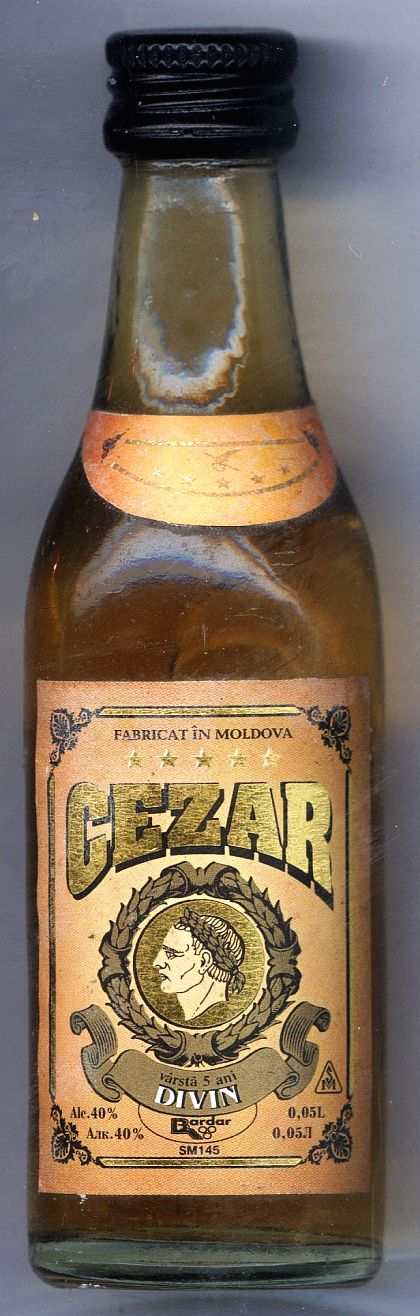 FABRICAT ÎN MOLDOVA
CEZAR
vârstă 5 ani
DIVIN
Alc.40% 0,05L
Алк.40% 0,05Л
Bardar
SM145